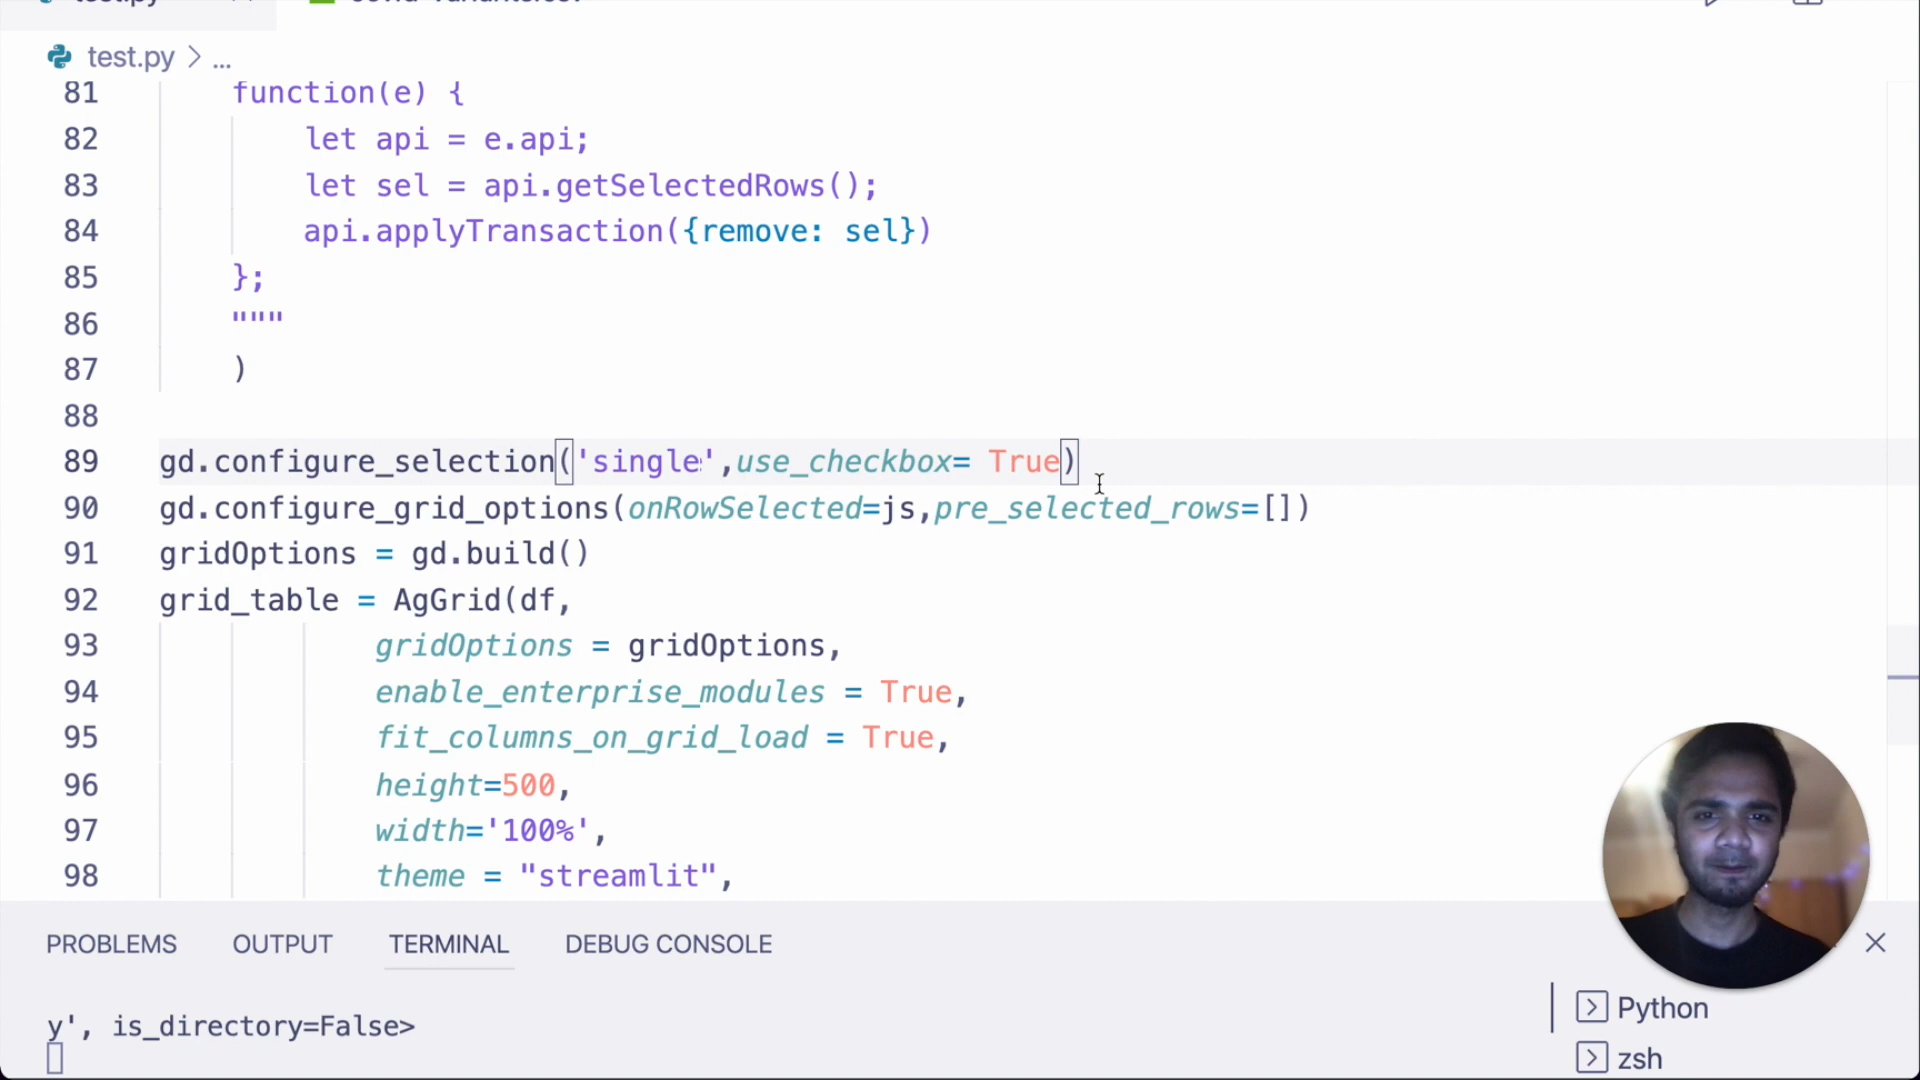 test.py
test.py > ...
81 function(e) {
82 let api = e.api;
83 let sel = api.getSelectedRows();
84 api.applyTransaction({remove: sel})
85 };
86 """
87 )
88
89 gd.configure_selection('single',use_checkbox= True)
90 gd.configure_grid_options(onRowSelected=js,pre_selected_rows=[])
91 gridOptions = gd.build()
92 grid_table = AgGrid(df,
93 gridOptions = gridOptions,
94 enable_enterprise_modules = True,
95 fit_columns_on_grid_load = True,
96 height=500,
97 width='100%',
98 theme = "streamlit",
PROBLEMS OUTPUT TERMINAL DEBUG CONSOLE
y', is_directory=False>
Python
zsh